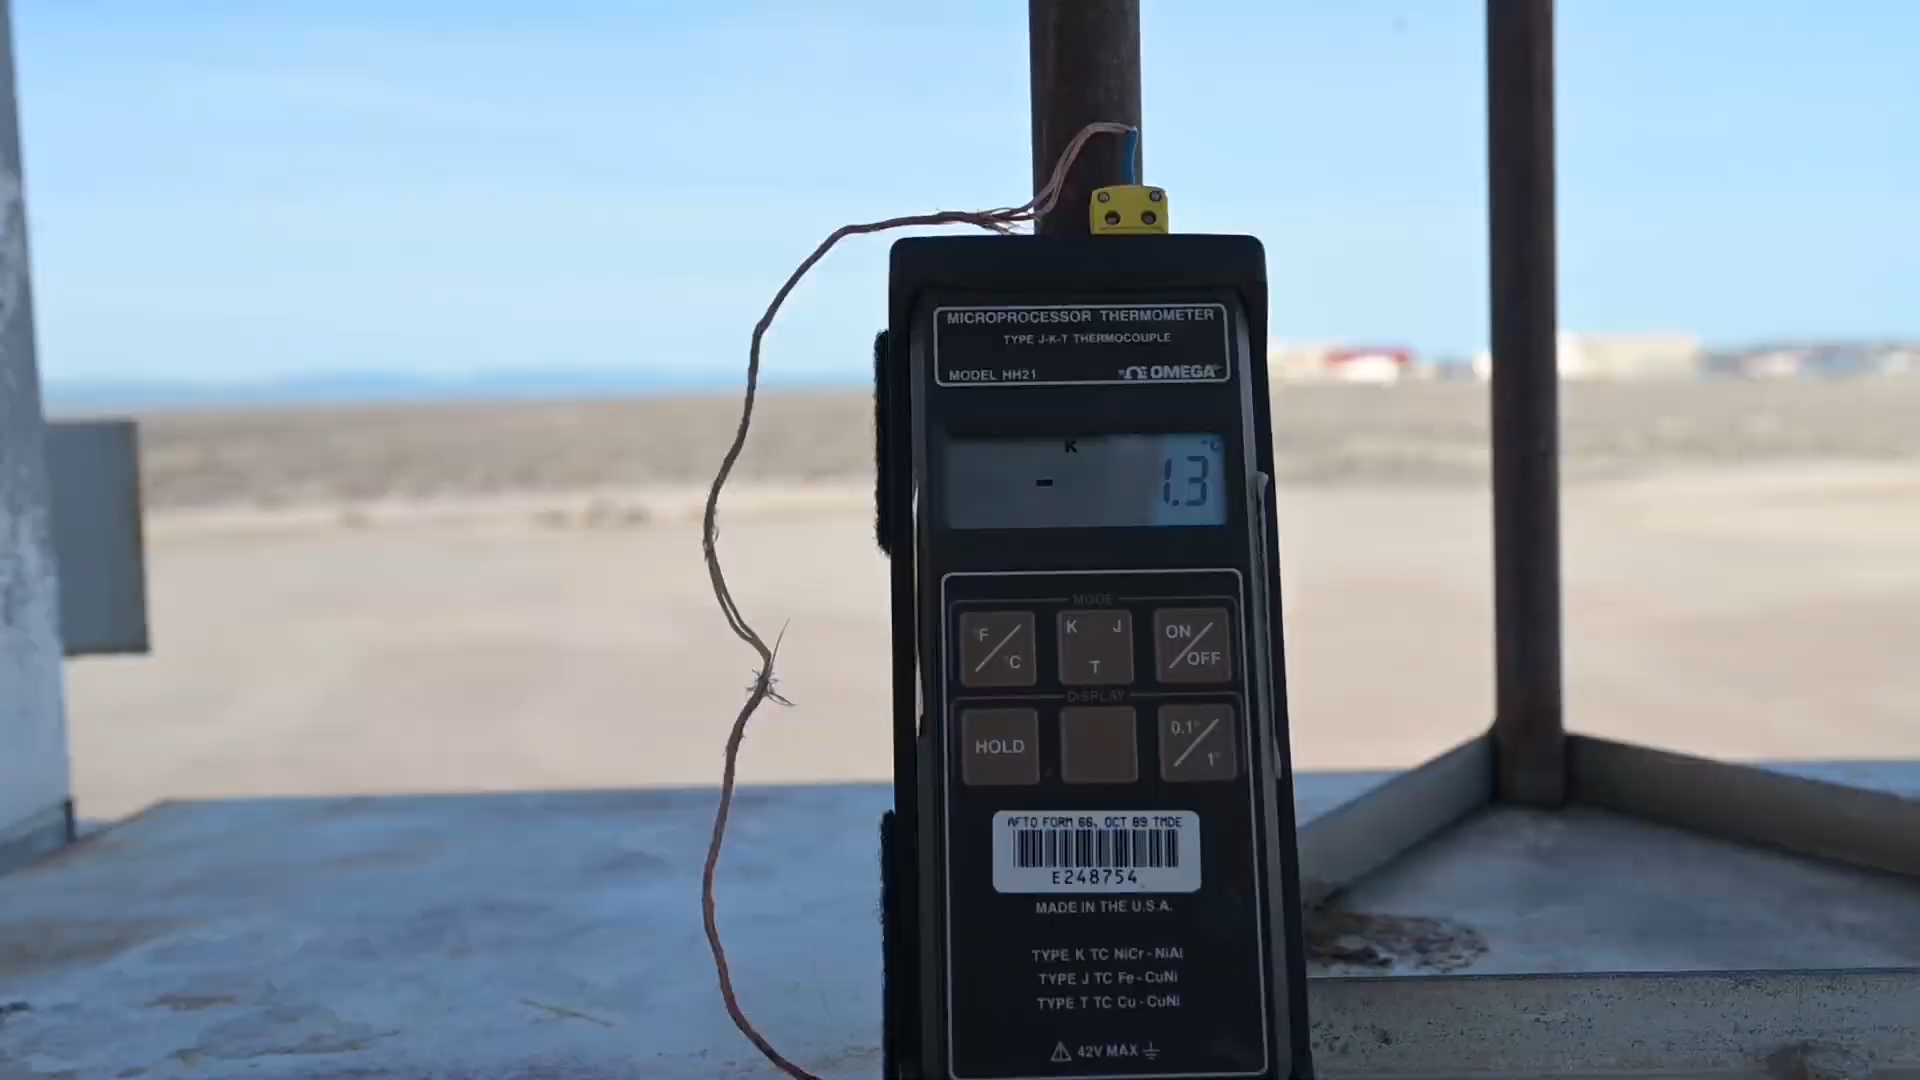 MICROPROCESSOR THERMOMETER
TYPE J-K-T THERMOCOUPLE
MODEL HH21 OMEGA
K °C
- 1.3
MODE
°F/°C
K J
T
ON/OFF
DISPLAY
HOLD
0.1°/1°
AFTO FORM 66, OCT 89 TMDE
E248754
MADE IN THE U.S.A.
TYPE K TC NiCr-NiAl
TYPE J TC Fe-CuNi
TYPE T TC Cu-CuNi
42V MAX